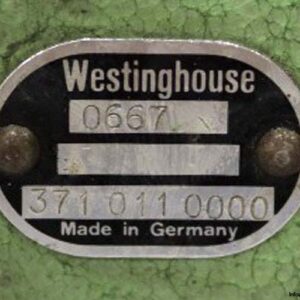 Westinghouse
0667
371 011 0000
Made in Germany